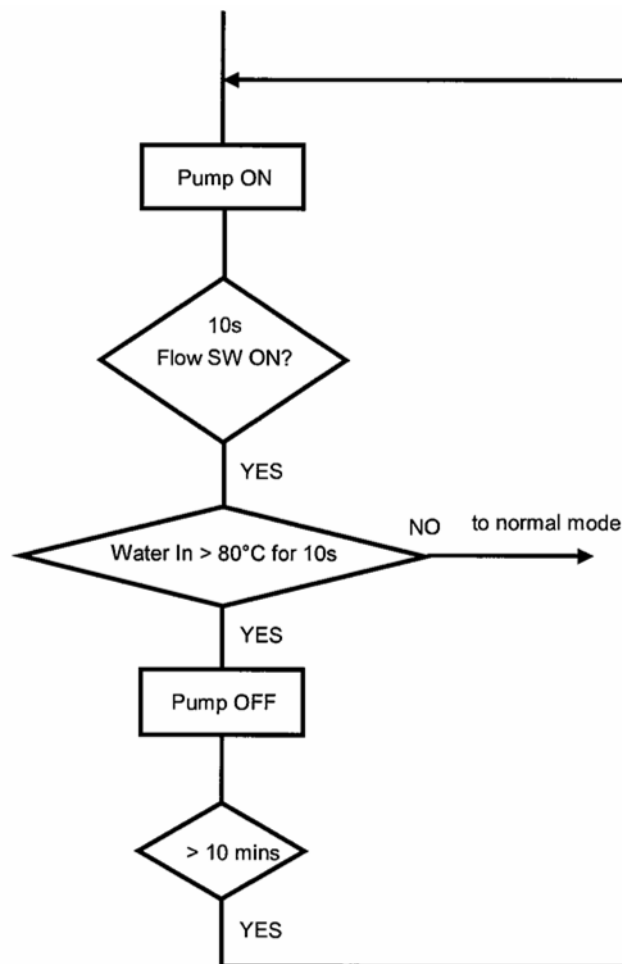 Pump ON
10s
Flow SW ON?
YES
NO to normal mode
Water In > 80°C for 10s
YES
Pump OFF
> 10 mins
YES